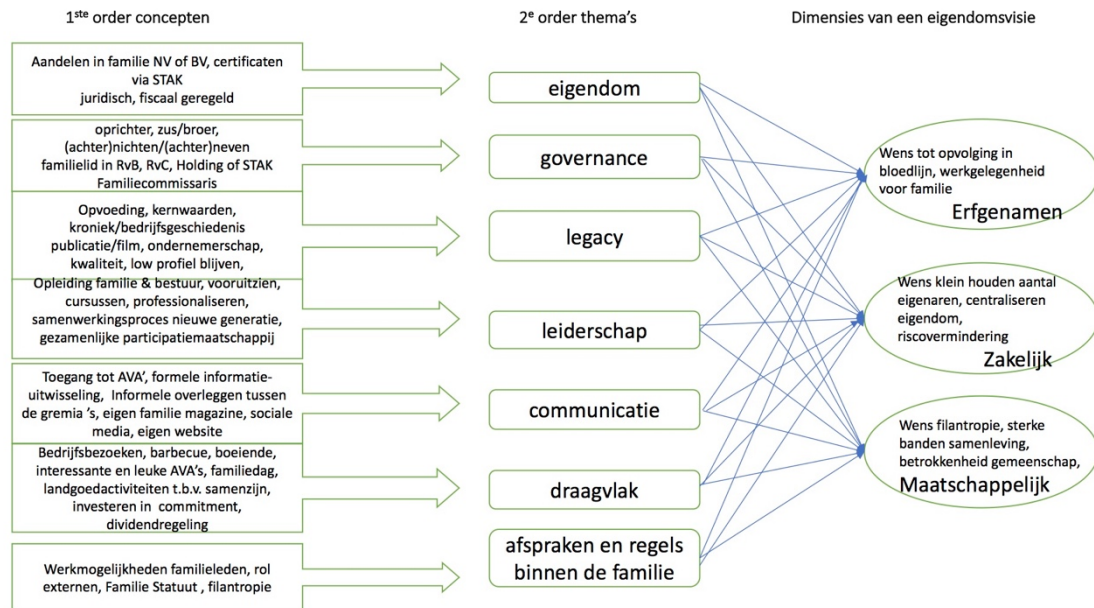 1ste order concepten
2e order thema's
Dimensies van een eigendomsvisie
Aandelen in familie NV of BV, certificaten
via STAK
juridisch, fiscaal geregeld
oprichter, zus/broer,
(achter)nichten/(achter)neven
familielid in RvB, RvC, Holding of STAK
Familiecommissaris
Opvoeding, kernwaarden,
kroniek/bedrijfsgeschiedenis
publicatie/film, ondernemerschap,
kwaliteit, low profiel blijven,
Opleiding familie & bestuur, vooruitzien,
cursussen, professionaliseren,
samenwerkingsproces nieuwe generatie,
gezamenlijke participatiemaatschappij
Toegang tot AVA', formele informatie-
uitwisseling, Informele overleggen tussen
de gremia 's, eigen familie magazine, sociale
media, eigen website
Bedrijfsbezoeken, barbecue, boeiende,
interessante en leuke AVA's, familiedag,
landgoedactiviteiten t.b.v. samenzijn,
investeren in commitment,
dividendregeling
Werkmogelijkheden familieleden, rol
externen, Familie Statuut , filantropie
eigendom
governance
legacy
leiderschap
communicatie
draagvlak
afspraken en regels
binnen de familie
Wens tot opvolging in
bloedlijn, werkgelegenheid
voor familie
Erfgenamen
Wens klein houden aantal
eigenaren, centraliseren
eigendom,
riscovermindering
Zakelijk
Wens filantropie, sterke
banden samenleving,
betrokkenheid gemeenschap,
Maatschappelijk